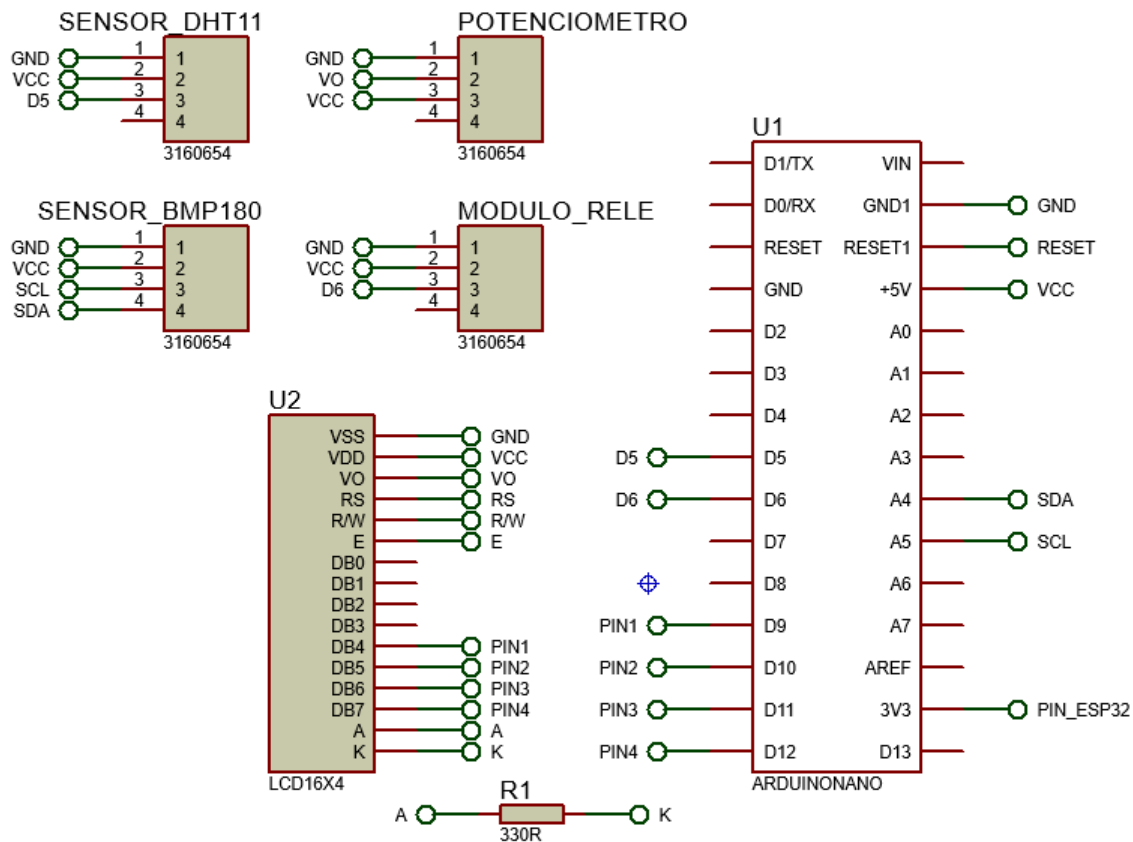 SENSOR_DHT11
GND 1 1
VCC 2 2
D5 3 3
4 4
3160654
POTENCIOMETRO
GND 1 1
VO 2 2
VCC 3 3
4 4
3160654
SENSOR_BMP180
GND 1 1
VCC 2 2
SCL 3 3
SDA 4 4
3160654
MODULO_RELE
GND 1 1
VCC 2 2
D6 3 3
4 4
3160654
U1
D1/TX VIN
D0/RX GND1 GND
RESET RESET1 RESET
GND +5V VCC
D2 A0
D3 A1
D4 A2
D5 D5 A3
D6 D6 A4 SDA
D7 A5 SCL
D8 A6
PIN1 D9 A7
PIN2 D10 AREF
PIN3 D11 3V3 PIN_ESP32
PIN4 D12 D13
ARDUINONANO
U2
VSS GND
VDD VCC
VO VO
RS RS
R/W R/W
E E
DB0
DB1
DB2
DB3
DB4 PIN1
DB5 PIN2
DB6 PIN3
DB7 PIN4
A A
K K
LCD16X4
R1
A K
330R